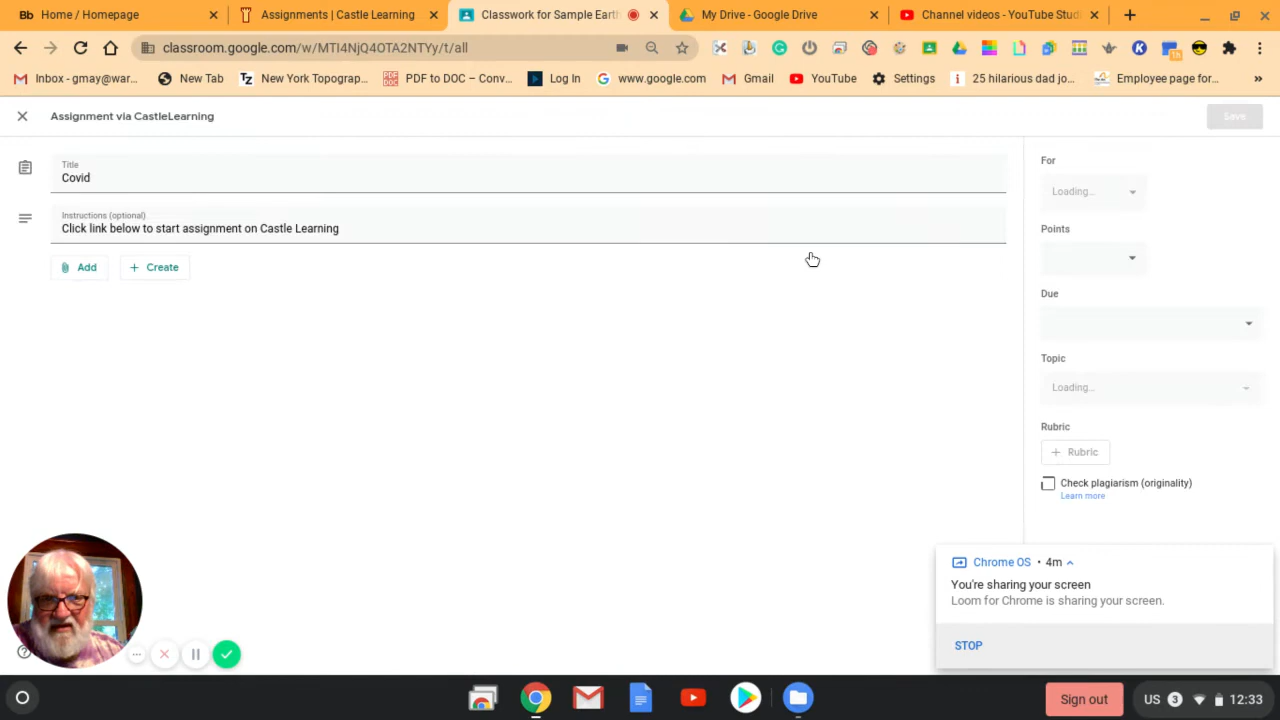 Bb Home / Homepage
Assignments | Castle Learning
Classwork for Sample Earth
My Drive - Google Drive
Channel videos - YouTube Studi
classroom.google.com/w/MTI4NjQ4OTA2NTYy/t/all
Inbox - gmay@war...
New Tab
New York Topograp...
PDF to DOC – Conv...
Log In
www.google.com
Gmail
YouTube
Settings
25 hilarious dad jo...
Employee page for...
»
Assignment via CastleLearning
Save
Title
Covid
Instructions (optional)
Click link below to start assignment on Castle Learning
Add
+ Create
For
Loading...
Points
Due
Topic
Loading...
Rubric
+ Rubric
Check plagiarism (originality)
Learn more
Chrome OS • 4m
You're sharing your screen
Loom for Chrome is sharing your screen.
STOP
Sign out
US 3 12:33